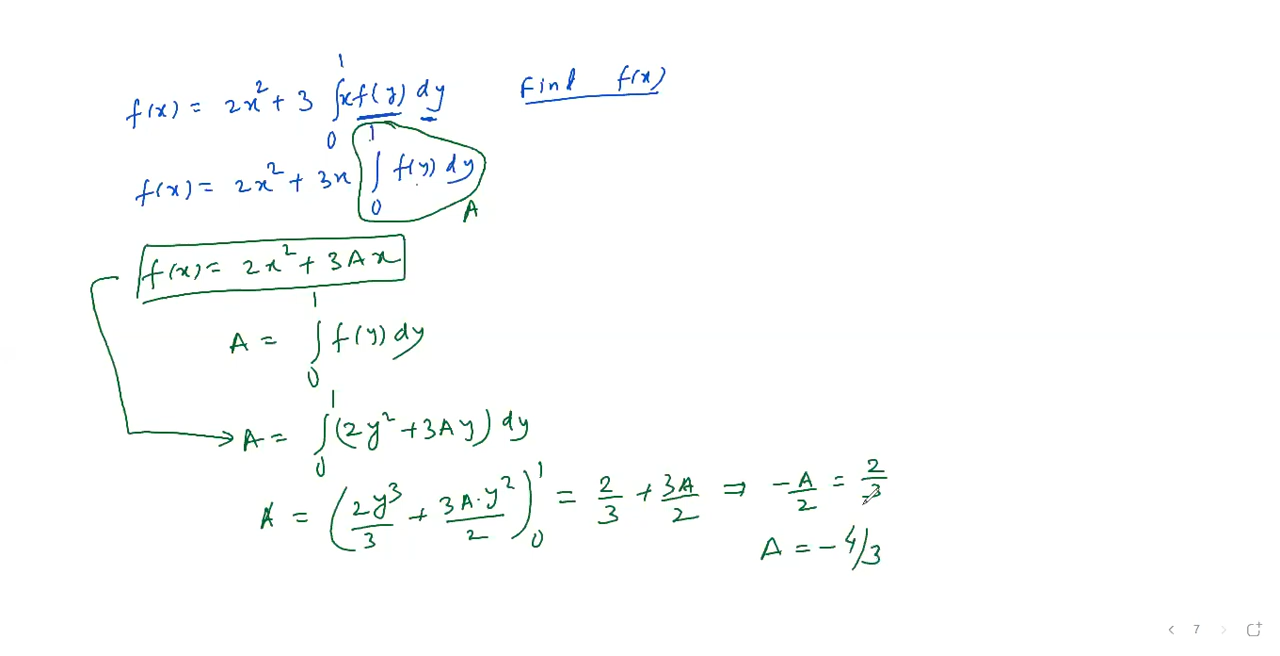 f(x) = 2x² + 3 ∫₀¹ x f(y) dy Find f(x)
f(x) = 2x² + 3x ∫₀¹ f(y) dy
A
f(x) = 2x² + 3Ax
A = ∫₀¹ f(y) dy
A = ∫₀¹ (2y² + 3Ay) dy
A = (2y³/3 + 3A·y²/2)₀¹ = 2/3 + 3A/2 ⇒ -A/2 = 2/3
A = -4/3
< 7 >